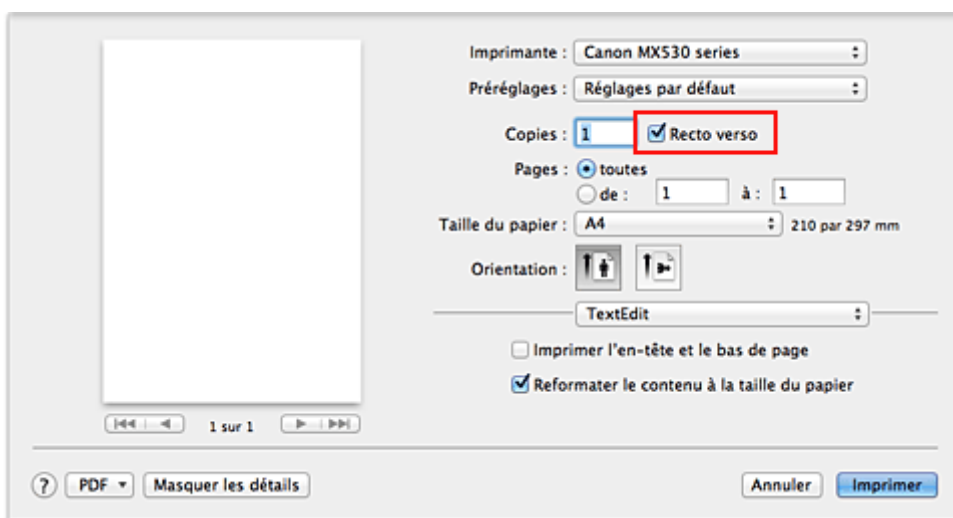 Imprimante : Canon MX530 series
Préréglages : Réglages par défaut
Copies : 1 Recto verso
Pages : toutes
de : 1 à : 1
Taille du papier : A4 210 par 297 mm
Orientation :
TextEdit
Imprimer l'en-tête et le bas de page
Reformater le contenu à la taille du papier
1 sur 1
? PDF Masquer les détails Annuler Imprimer